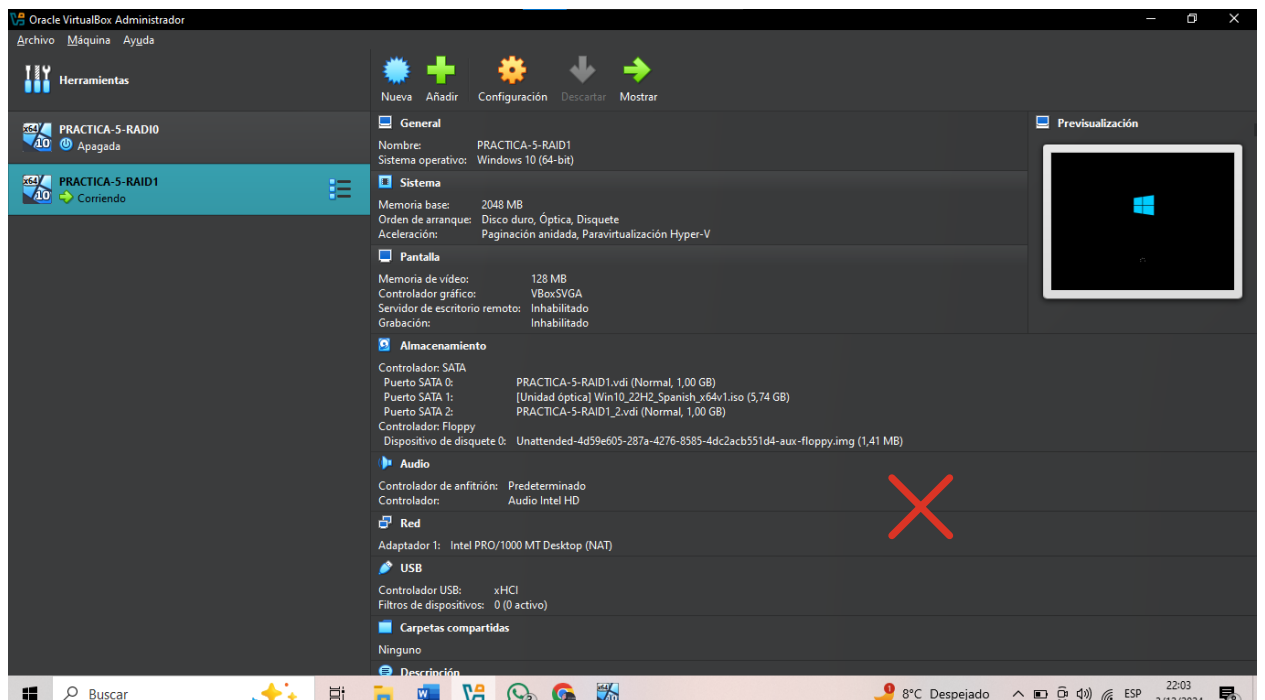 Oracle VirtualBox Administrador
Archivo Máquina Ayuda
Herramientas
Nueva Añadir Configuración Descartar Mostrar
PRACTICA-5-RADI0
Apagada
PRACTICA-5-RAID1
Corriendo
General
Nombre: PRACTICA-5-RAID1
Sistema operativo: Windows 10 (64-bit)
Sistema
Memoria base: 2048 MB
Orden de arranque: Disco duro, Óptica, Disquete
Aceleración: Paginación anidada, Paravirtualización Hyper-V
Pantalla
Memoria de vídeo: 128 MB
Controlador gráfico: VBoxSVGA
Servidor de escritorio remoto: Inhabilitado
Grabación: Inhabilitado
Previsualización
Almacenamiento
Controlador: SATA
Puerto SATA 0: PRACTICA-5-RAID1.vdi (Normal, 1,00 GB)
Puerto SATA 1: [Unidad óptica] Win10_22H2_Spanish_x64v1.iso (5,74 GB)
Puerto SATA 2: PRACTICA-5-RAID1_2.vdi (Normal, 1,00 GB)
Controlador: Floppy
Dispositivo de disquete 0: Unattended-4d59e605-287a-4276-8585-4dc2acb551d4-aux-floppy.img (1,41 MB)
Audio
Controlador de anfitrión: Predeterminado
Controlador: Audio Intel HD
Red
Adaptador 1: Intel PRO/1000 MT Desktop (NAT)
USB
Controlador USB: xHCI
Filtros de dispositivos: 0 (0 activo)
Carpetas compartidas
Ninguno
Descripción
Buscar
8°C Despejado ESP 22:03